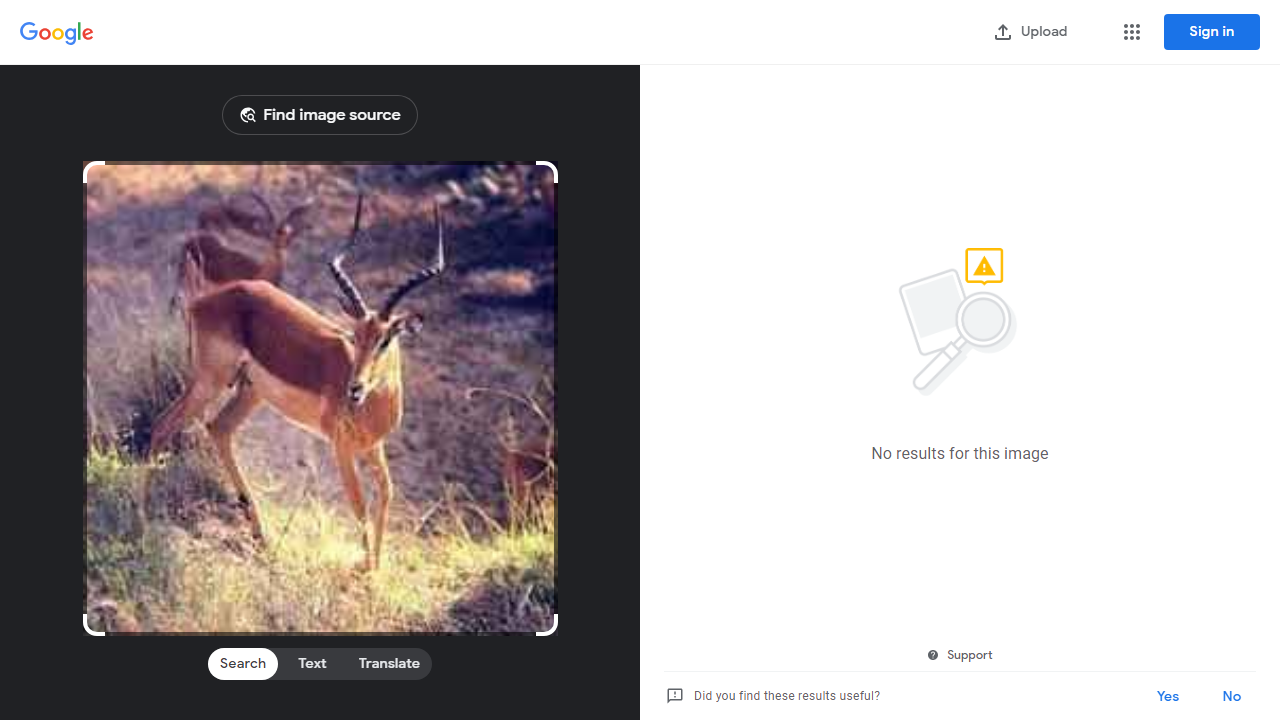 Google
Upload
Sign in
Find image source
No results for this image
Search
Text
Translate
Support
Did you find these results useful?
Yes
No